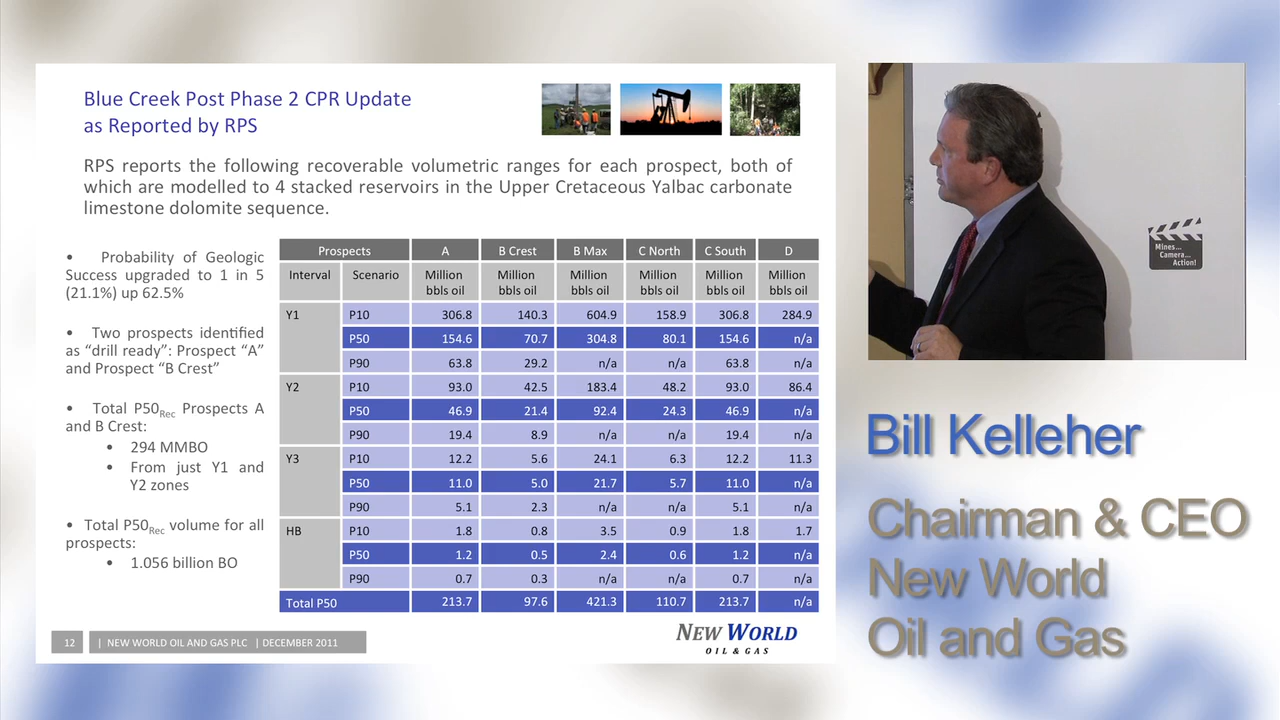 Blue Creek Post Phase 2 CPR Update
as Reported by RPS
RPS reports the following recoverable volumetric ranges for each prospect, both of
which are modelled to 4 stacked reservoirs in the Upper Cretaceous Yalbac carbonate
limestone dolomite sequence.
• Probability of Geologic
Success upgraded to 1 in 5
(21.1%) up 62.5%
• Two prospects identified
as “drill ready”: Prospect “A”
and Prospect “B Crest”
• Total P50Rec Prospects A
and B Crest:
• 294 MMBO
• From just Y1 and
Y2 zones
• Total P50Rec volume for all
prospects:
• 1.056 billion BO
Prospects A B Crest B Max C North C South D
Interval Scenario Million bbls oil Million bbls oil Million bbls oil Million bbls oil Million bbls oil Million bbls oil
Y1 P10 306.8 140.3 604.9 158.9 306.8 284.9
P50 154.6 70.7 304.8 80.1 154.6 n/a
P90 63.8 29.2 n/a n/a 63.8 n/a
Y2 P10 93.0 42.5 183.4 48.2 93.0 86.4
P50 46.9 21.4 92.4 24.3 46.9 n/a
P90 19.4 8.9 n/a n/a 19.4 n/a
Y3 P10 12.2 5.6 24.1 6.3 12.2 11.3
P50 11.0 5.0 21.7 5.7 11.0 n/a
P90 5.1 2.3 n/a n/a 5.1 n/a
HB P10 1.8 0.8 3.5 0.9 1.8 1.7
P50 1.2 0.5 2.4 0.6 1.2 n/a
P90 0.7 0.3 n/a n/a 0.7 n/a
Total P50 213.7 97.6 421.3 110.7 213.7 n/a
12 | NEW WORLD OIL AND GAS PLC | DECEMBER 2011
NEW WORLD
OIL & GAS
Mines...
Camera...
Action!
Bill Kelleher
Chairman & CEO
New World
Oil and Gas